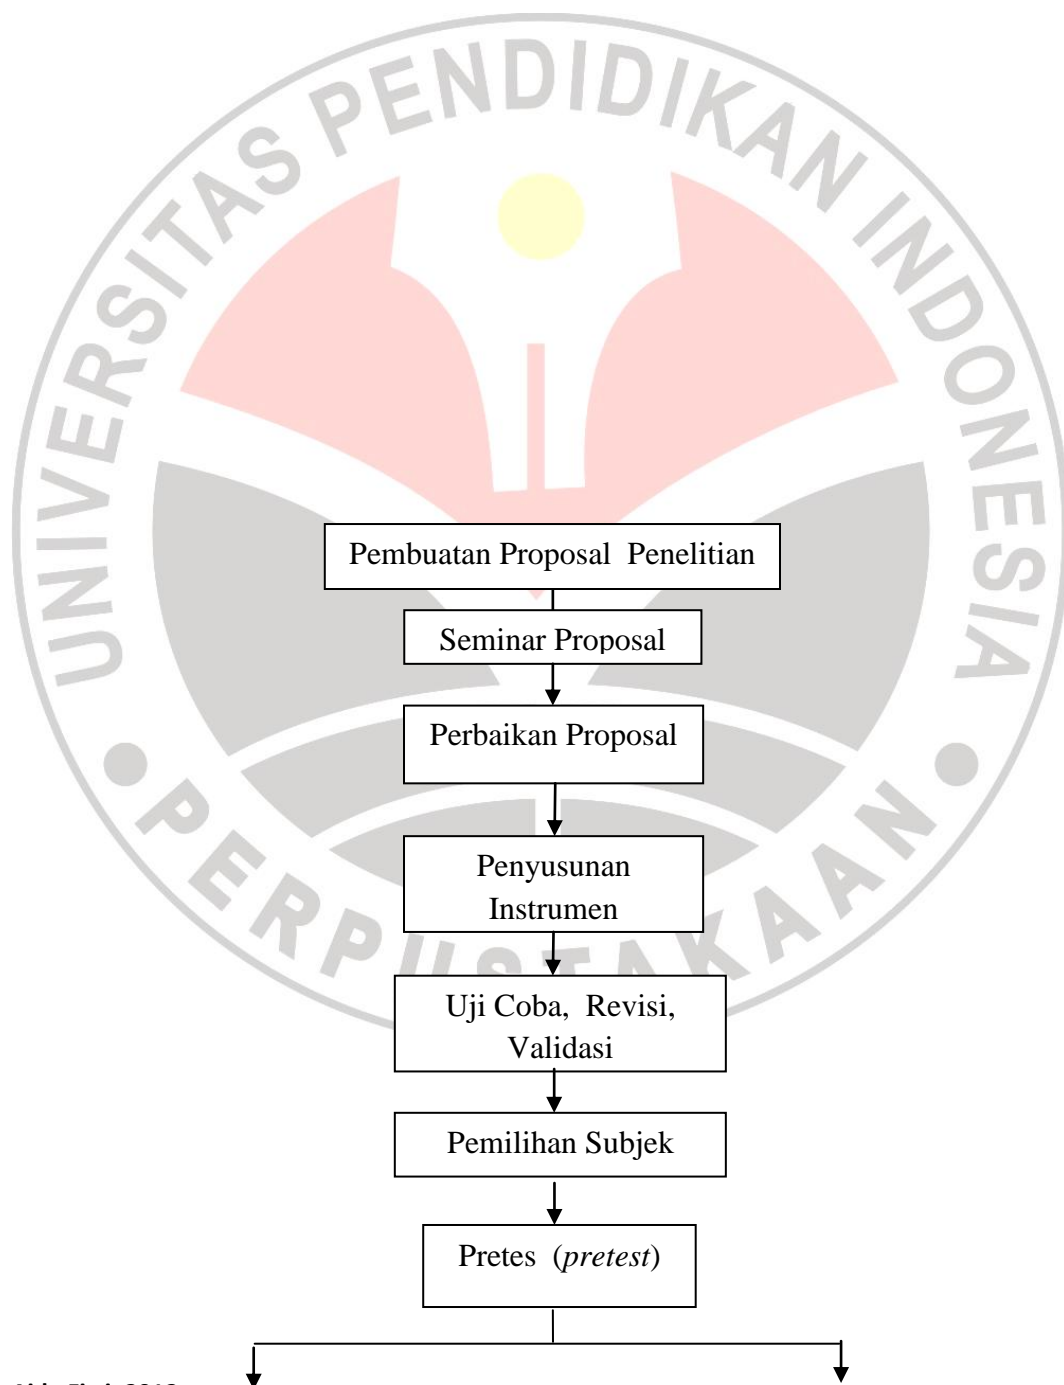 UNIVERSITAS PENDIDIKAN INDONESIA
Pembuatan Proposal Penelitian
Seminar Proposal
Perbaikan Proposal
Penyusunan
Instrumen
PERPUSTAKAAN
Uji Coba, Revisi,
Validasi
Pemilihan Subjek
Pretes (pretest)